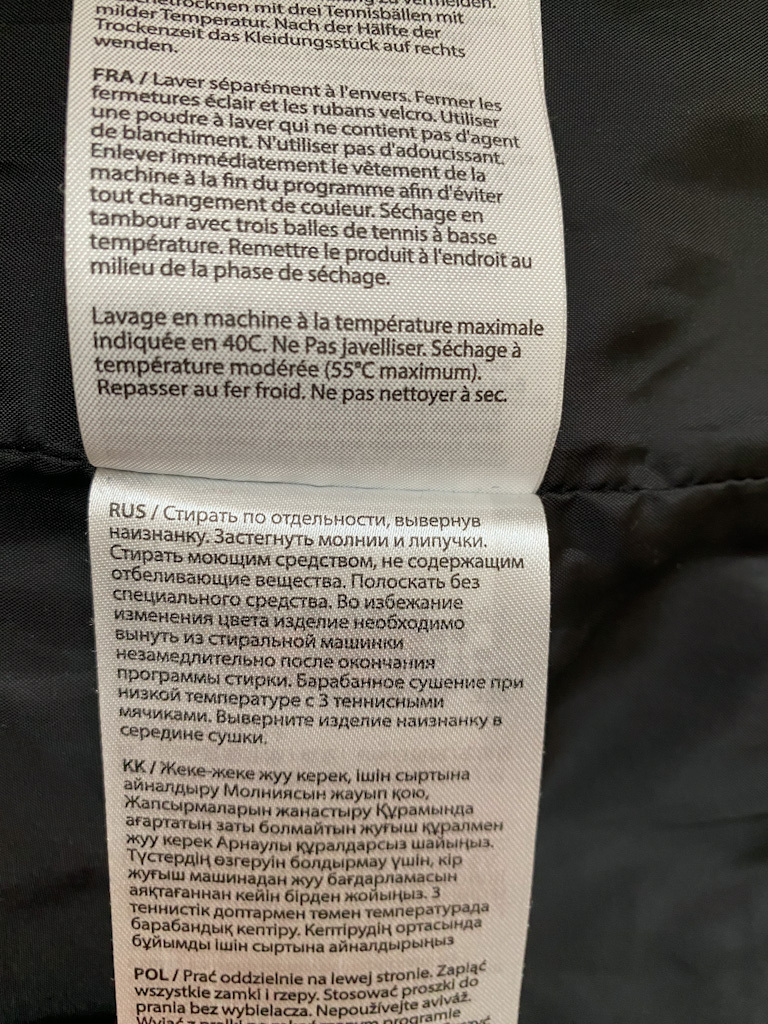 mit drei Tennisbällen mit
milder Temperatur. Nach der Hälfte der
Trockenzeit das Kleidungsstück auf rechts
wenden.
FRA / Laver séparément à l'envers. Fermer les
fermetures éclair et les rubans velcro. Utiliser
une poudre à laver qui ne contient pas d'agent
de blanchiment. N'utiliser pas d'adoucissant.
Enlever immédiatement le vêtement de la
machine à la fin du programme afin d'éviter
tout changement de couleur. Séchage en
tambour avec trois balles de tennis à basse
température. Remettre le produit à l'endroit au
milieu de la phase de séchage.
Lavage en machine à la température maximale
indiquée en 40C. Ne Pas javelliser. Séchage à
température modérée (55°C maximum).
Repasser au fer froid. Ne pas nettoyer à sec.
RUS / Стирать по отдельности, вывернув
наизнанку. Застегнуть молнии и липучки.
Стирать моющим средством, не содержащим
отбеливающие вещества. Полоскать без
специального средства. Во избежание
изменения цвета изделие необходимо
вынуть из стиральной машинки
незамедлительно после окончания
программы стирки. Барабанное сушение при
низкой температуре с 3 теннисными
мячиками. Выверните изделие наизнанку в
середине сушки.
KK / Жеке-жеке жуу керек, ішін сыртына
айналдыру Молниясын жауып қою,
Жапсырмаларын жанастыру Құрамында
ағартатын заты болмайтын жуғыш құралмен
жуу керек Арнаулы құралдарсыз шайыңыз.
Түстердің өзгеруін болдырмау үшін, кір
жуғыш машинадан жуу бағдарламасын
аяқтағаннан кейін бірден жойыңыз. 3
теннистік доптармен төмен температурада
барабандық кептіру. Кептірудің ортасында
бұйымды ішін сыртына айналдырыңыз
POL / Prać oddzielnie na lewej stronie. Zapiąć
wszystkie zamki i rzepy. Stosować proszki do
prania bez wybielacza. Nepoużywejte aviváž.
programie